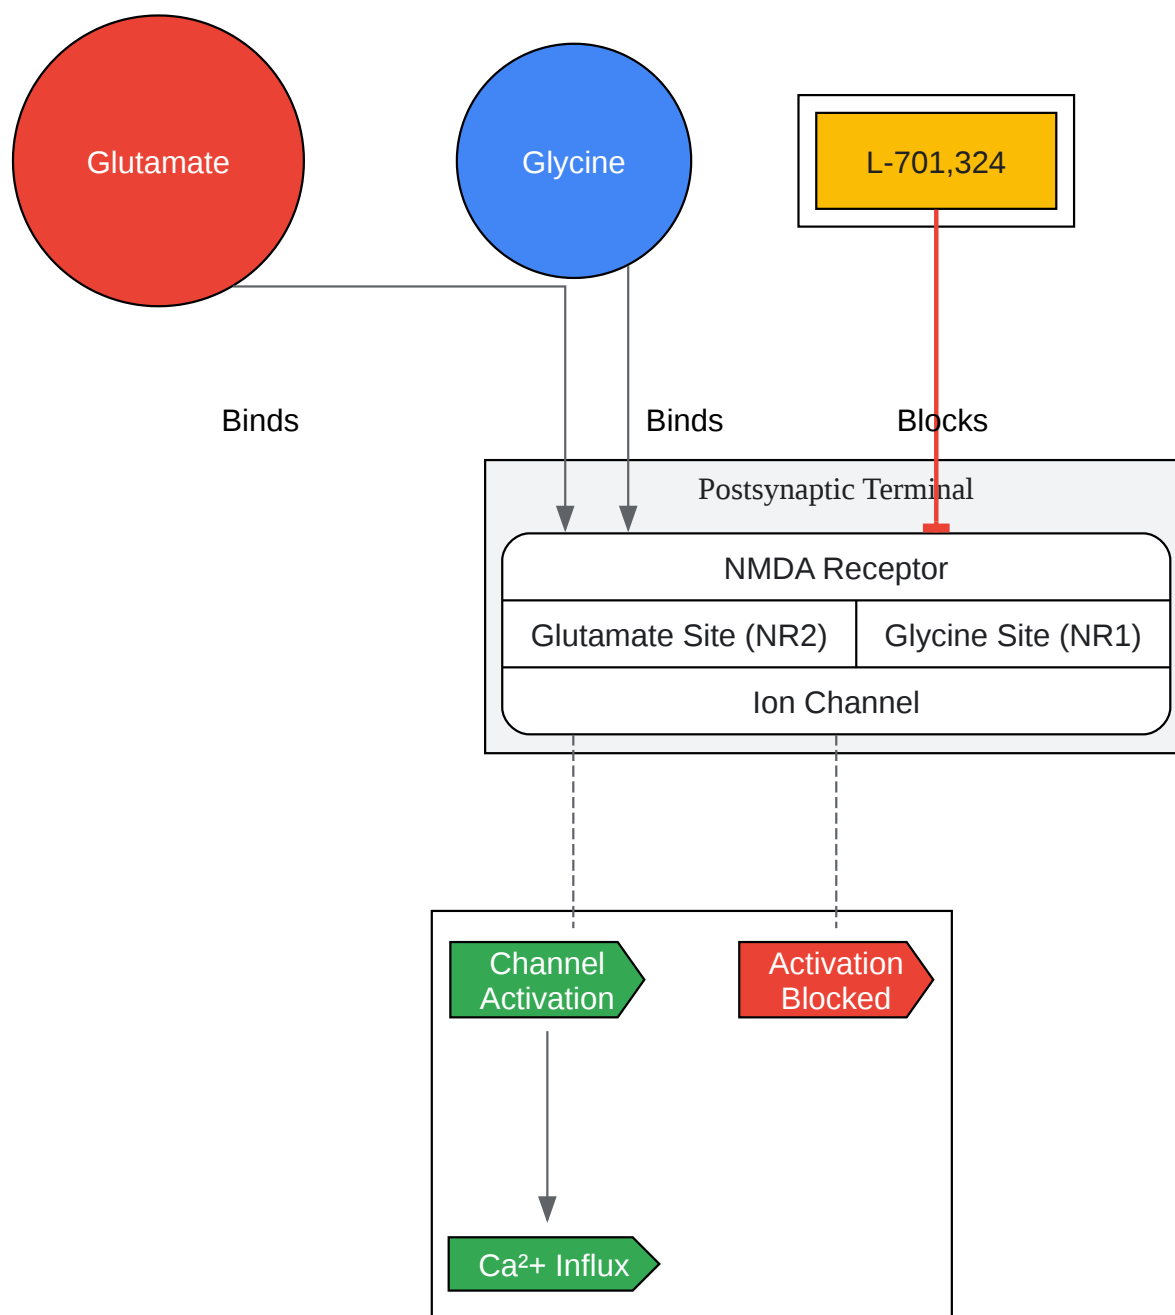 Glutamate
Glycine
L-701,324
Binds
Binds
Blocks
Postsynaptic Terminal
NMDA Receptor
Glutamate Site (NR2)
Glycine Site (NR1)
Ion Channel
Channel
Activation
Activation
Blocked
Ca²+ Influx